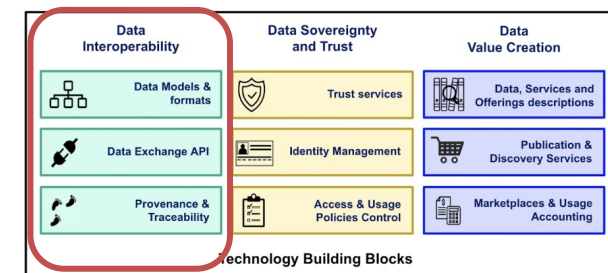 Data
Interoperability
Data Models &
formats
Data Exchange API
Provenance &
Traceability
Data Sovereignty
and Trust
Trust services
Identity Management
Access & Usage
Policies Control
Data
Value Creation
Data, Services and
Offerings descriptions
Publication &
Discovery Services
Marketplaces & Usage
Accounting
Technology Building Blocks